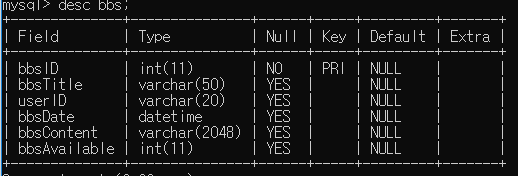 mysql> desc bbs;
+--------------+---------------+------+-----+---------+-------+
| Field | Type | Null | Key | Default | Extra |
+--------------+---------------+------+-----+---------+-------+
| bbsID | int(11) | NO | PRI | NULL | |
| bbsTitle | varchar(50) | YES | | NULL | |
| userID | varchar(20) | YES | | NULL | |
| bbsDate | datetime | YES | | NULL | |
| bbsContent | varchar(2048) | YES | | NULL | |
| bbsAvailable | int(11) | YES | | NULL | |
+--------------+---------------+------+-----+---------+-------+